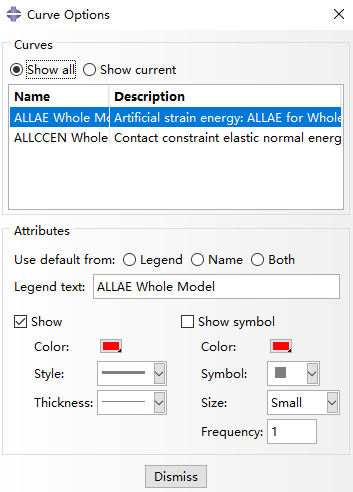 Curve Options
Curves
Show all Show current
Name Description
ALLAE Whole Mo Artificial strain energy: ALLAE for Whole
ALLCCEN Whole Contact constraint elastic normal energ
Attributes
Use default from: Legend Name Both
Legend text: ALLAE Whole Model
Show Show symbol
Color: Color:
Style: Symbol:
Thickness: Size: Small
Frequency: 1
Dismiss